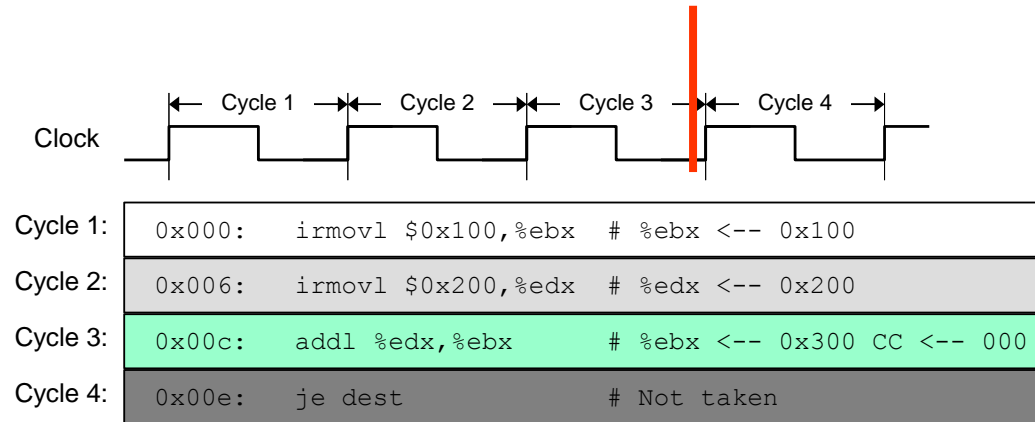 Cycle 1 Cycle 2 Cycle 3 Cycle 4
Clock
Cycle 1: 0x000: irmovl $0x100,%ebx # %ebx <-- 0x100
Cycle 2: 0x006: irmovl $0x200,%edx # %edx <-- 0x200
Cycle 3: 0x00c: addl %edx,%ebx # %ebx <-- 0x300 CC <-- 000
Cycle 4: 0x00e: je dest # Not taken